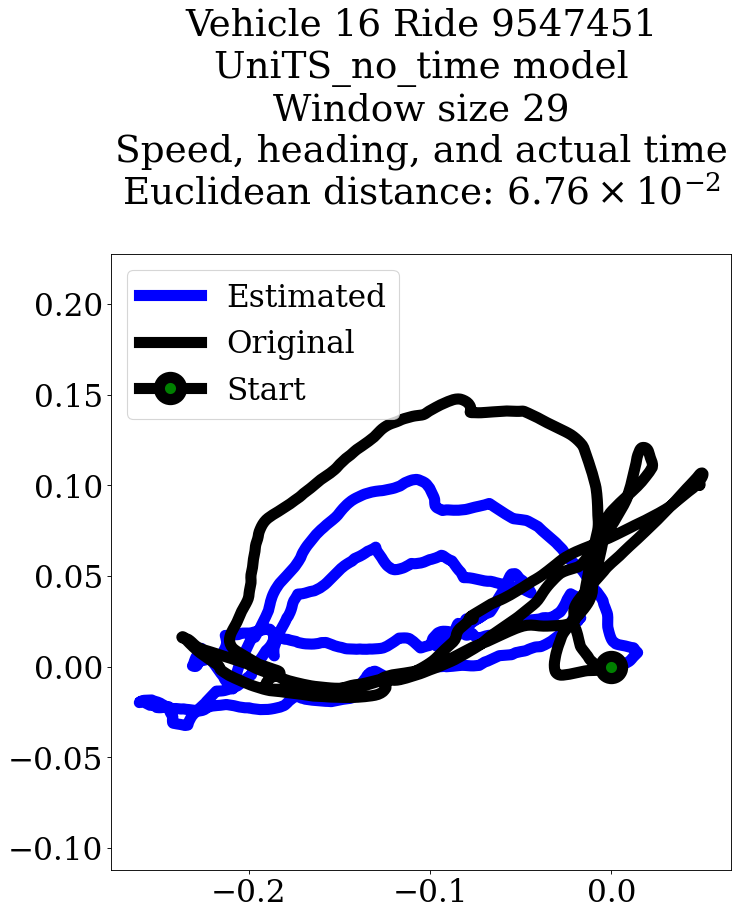 Vehicle 16 Ride 9547451
UniTS_no_time model
Window size 29
Speed, heading, and actual time
Euclidean distance: 6.76 × 10⁻²
Estimated
Original
Start
0.20
0.15
0.10
0.05
0.00
−0.05
−0.10
−0.2 −0.1 0.0